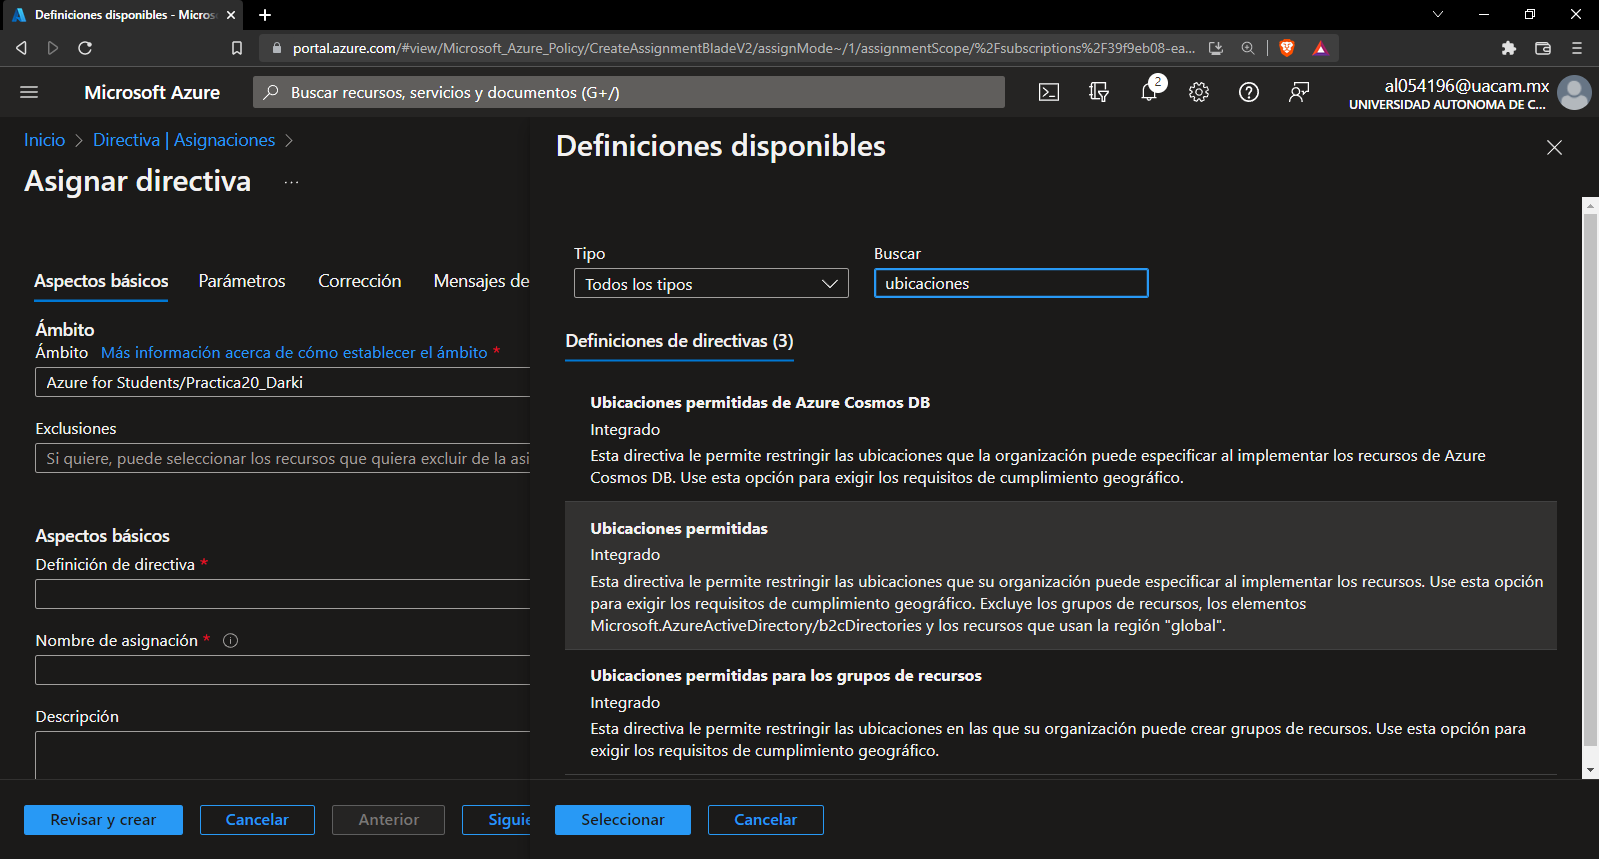 Definiciones disponibles - Micros
portal.azure.com/#view/Microsoft_Azure_Policy/CreateAssignmentBladeV2/assignMode~/1/assignmentScope/%2Fsubscriptions%2F39f9eb08-ea...
Microsoft Azure
Buscar recursos, servicios y documentos (G+/)
2
al054196@uacam.mx
UNIVERSIDAD AUTONOMA DE C...
Inicio > Directiva | Asignaciones >
Asignar directiva ...
Aspectos básicos Parámetros Corrección Mensajes de
Ámbito
Ámbito Más información acerca de cómo establecer el ámbito *
Azure for Students/Practica20_Darki
Exclusiones
Si quiere, puede seleccionar los recursos que quiera excluir de la asi
Aspectos básicos
Definición de directiva *
Nombre de asignación *
Descripción
Revisar y crear Cancelar Anterior Siguie
Definiciones disponibles
Tipo
Todos los tipos
Buscar
ubicaciones
Definiciones de directivas (3)
Ubicaciones permitidas de Azure Cosmos DB
Integrado
Esta directiva le permite restringir las ubicaciones que la organización puede especificar al implementar los recursos de Azure
Cosmos DB. Use esta opción para exigir los requisitos de cumplimiento geográfico.
Ubicaciones permitidas
Integrado
Esta directiva le permite restringir las ubicaciones que su organización puede especificar al implementar los recursos. Use esta opción
para exigir los requisitos de cumplimiento geográfico. Excluye los grupos de recursos, los elementos
Microsoft.AzureActiveDirectory/b2cDirectories y los recursos que usan la región "global".
Ubicaciones permitidas para los grupos de recursos
Integrado
Esta directiva le permite restringir las ubicaciones en las que su organización puede crear grupos de recursos. Use esta opción para
exigir los requisitos de cumplimiento geográfico.
Seleccionar Cancelar